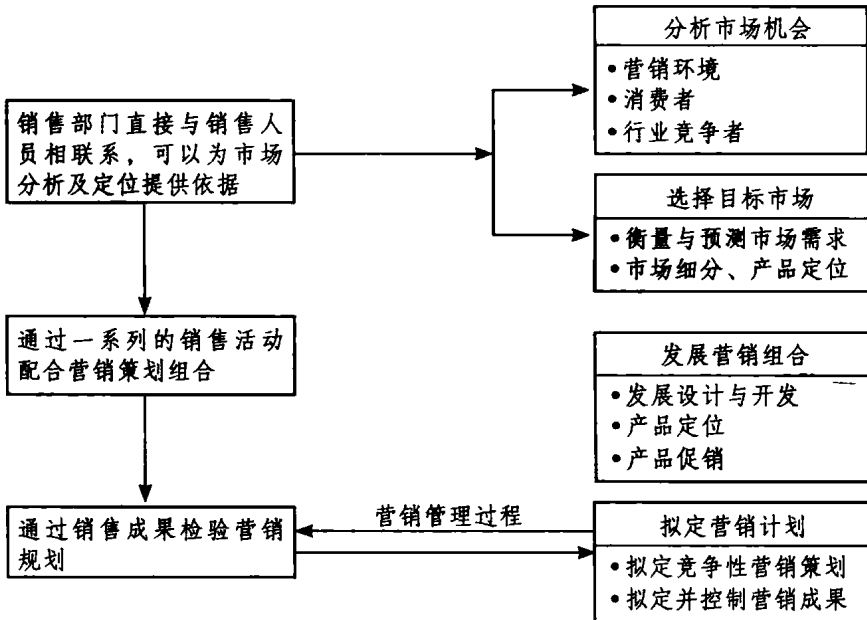 销售部门直接与销售人
员相联系，可以为市场
分析及定位提供依据
通过一系列的销售活动
配合营销策划组合
通过销售成果检验营销
规划
营销管理过程
分析市场机会
•营销环境
•消费者
•行业竞争者
选择目标市场
•衡量与预测市场需求
•市场细分、产品定位
发展营销组合
•发展设计与开发
•产品定位
•产品促销
拟定营销计划
•拟定竞争性营销策划
•拟定并控制营销成果